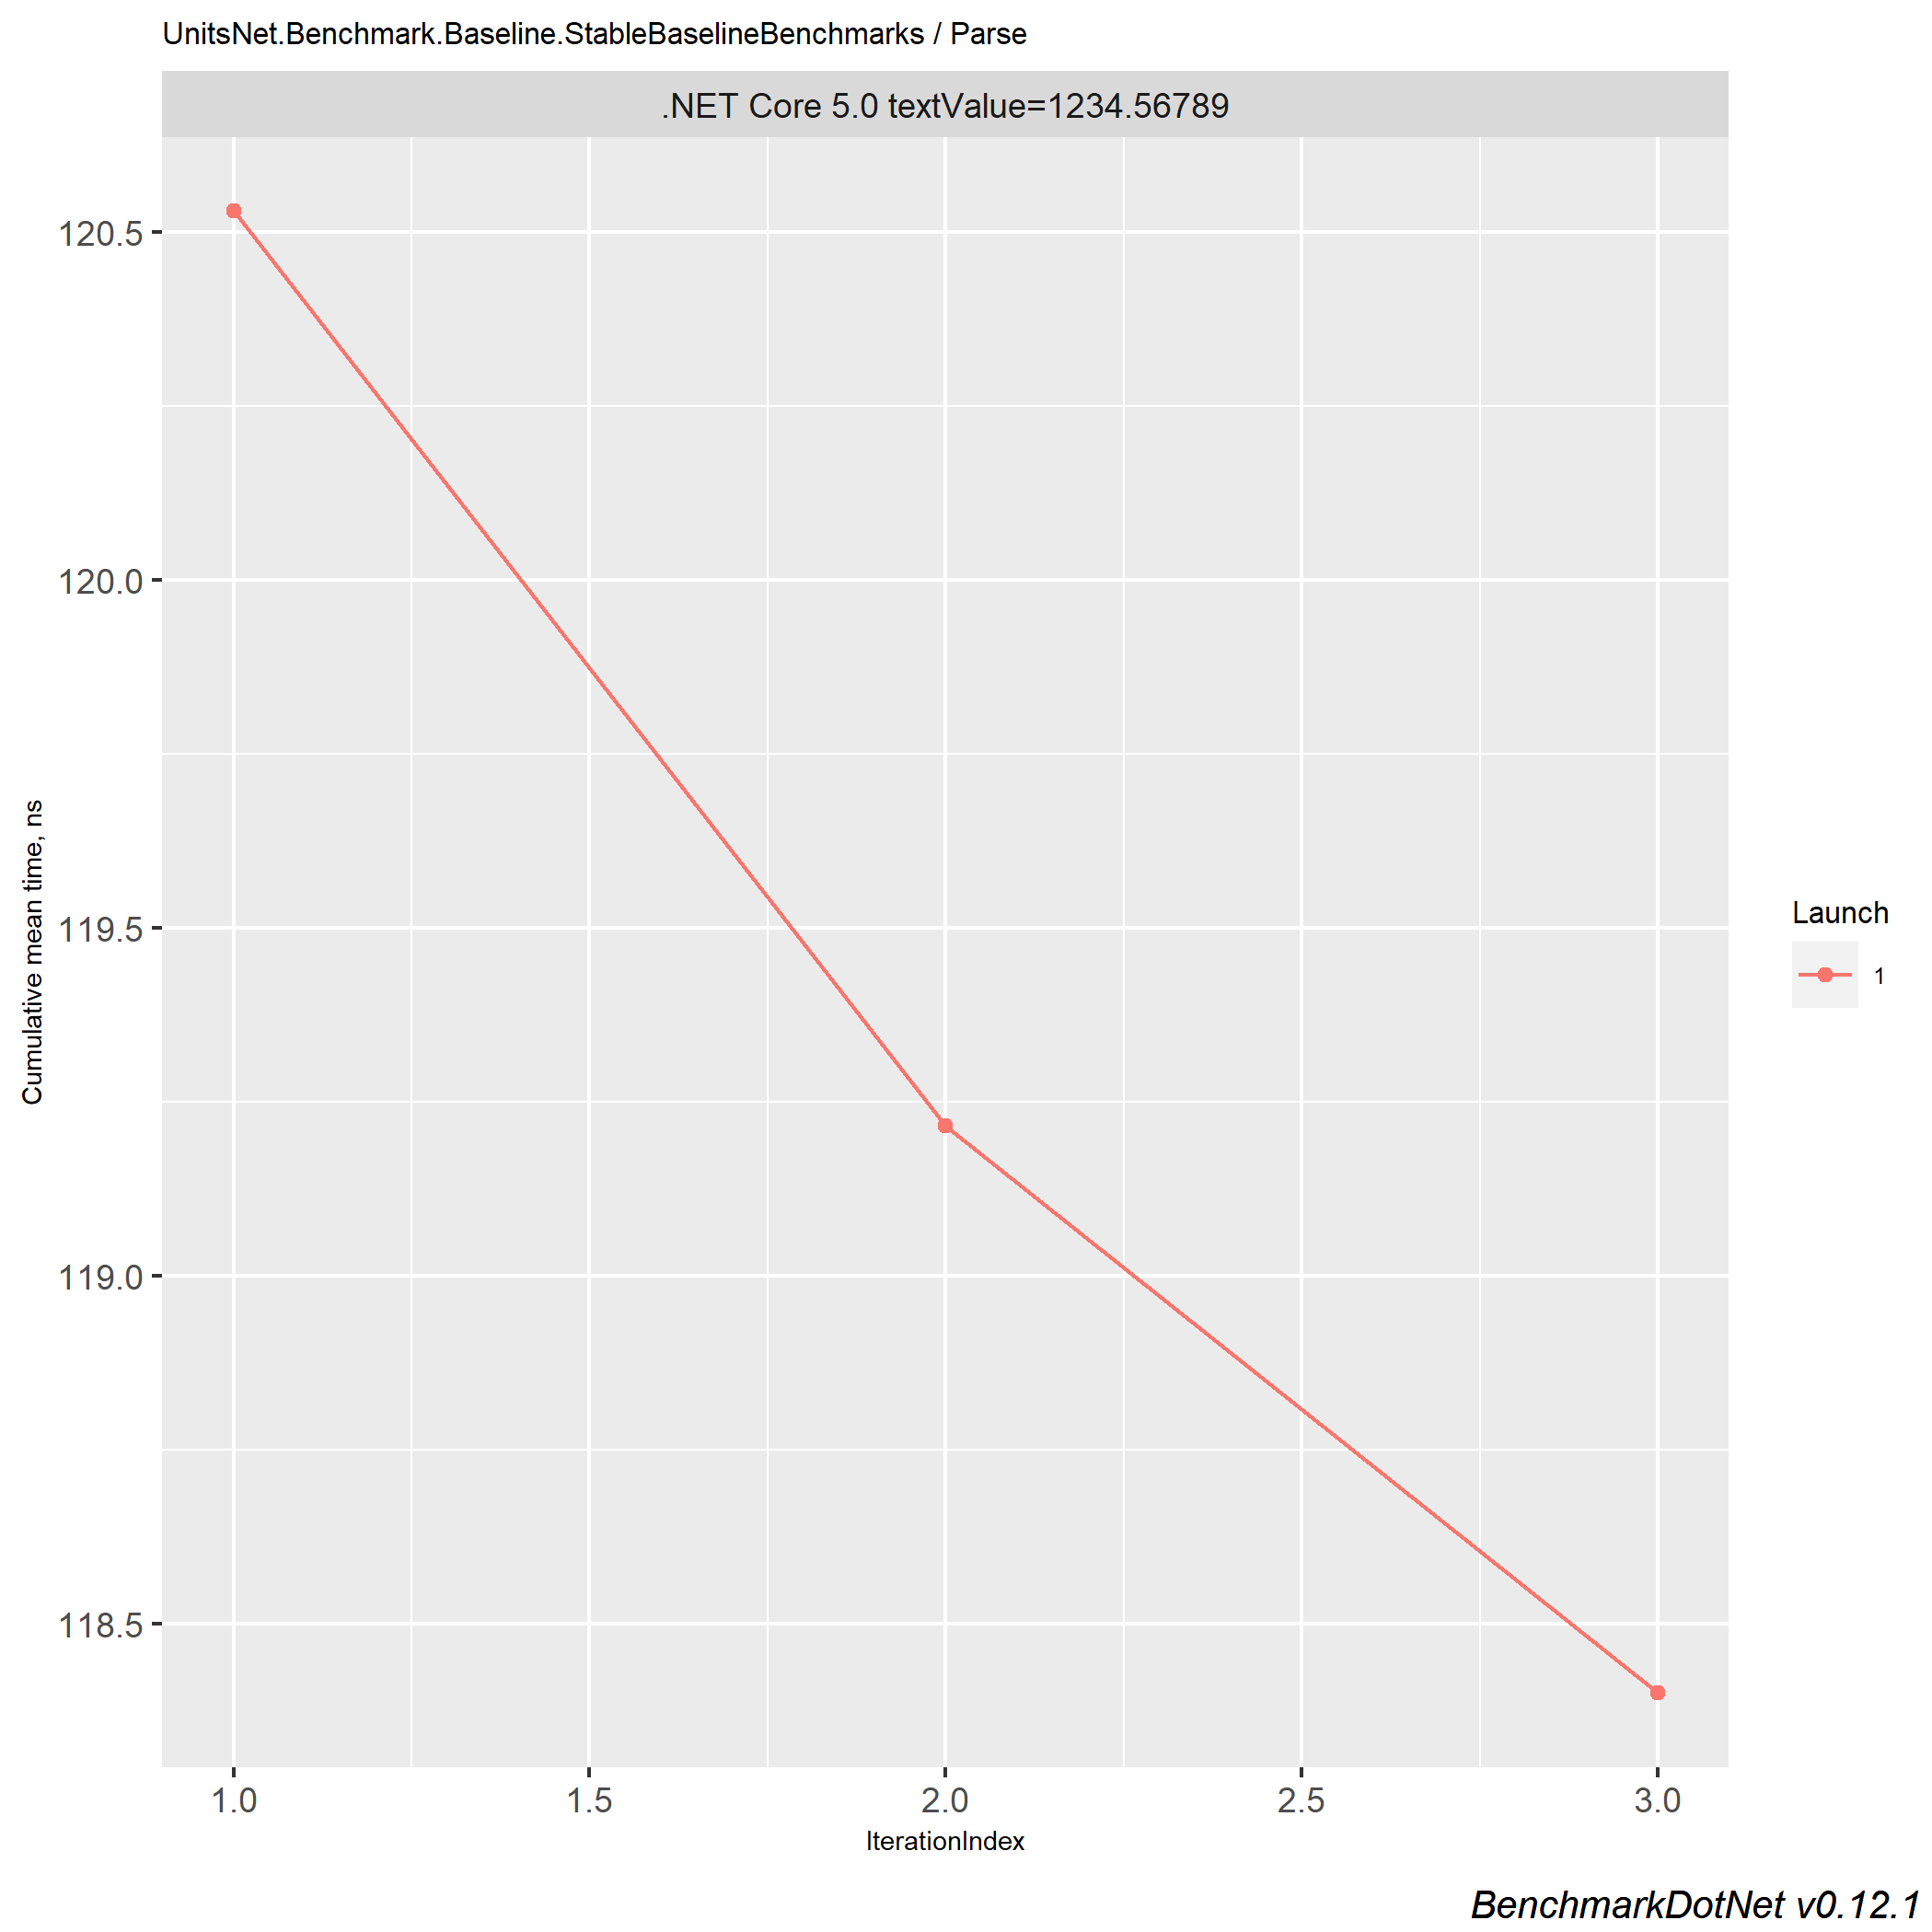 UnitsNet.Benchmark.Baseline.StableBaselineBenchmarks / Parse
.NET Core 5.0 textValue=1234.56789
120.5
120.0
119.5
119.0
118.5
Cumulative mean time, ns
1.0 1.5 2.0 2.5 3.0
IterationIndex
Launch
1
BenchmarkDotNet v0.12.1